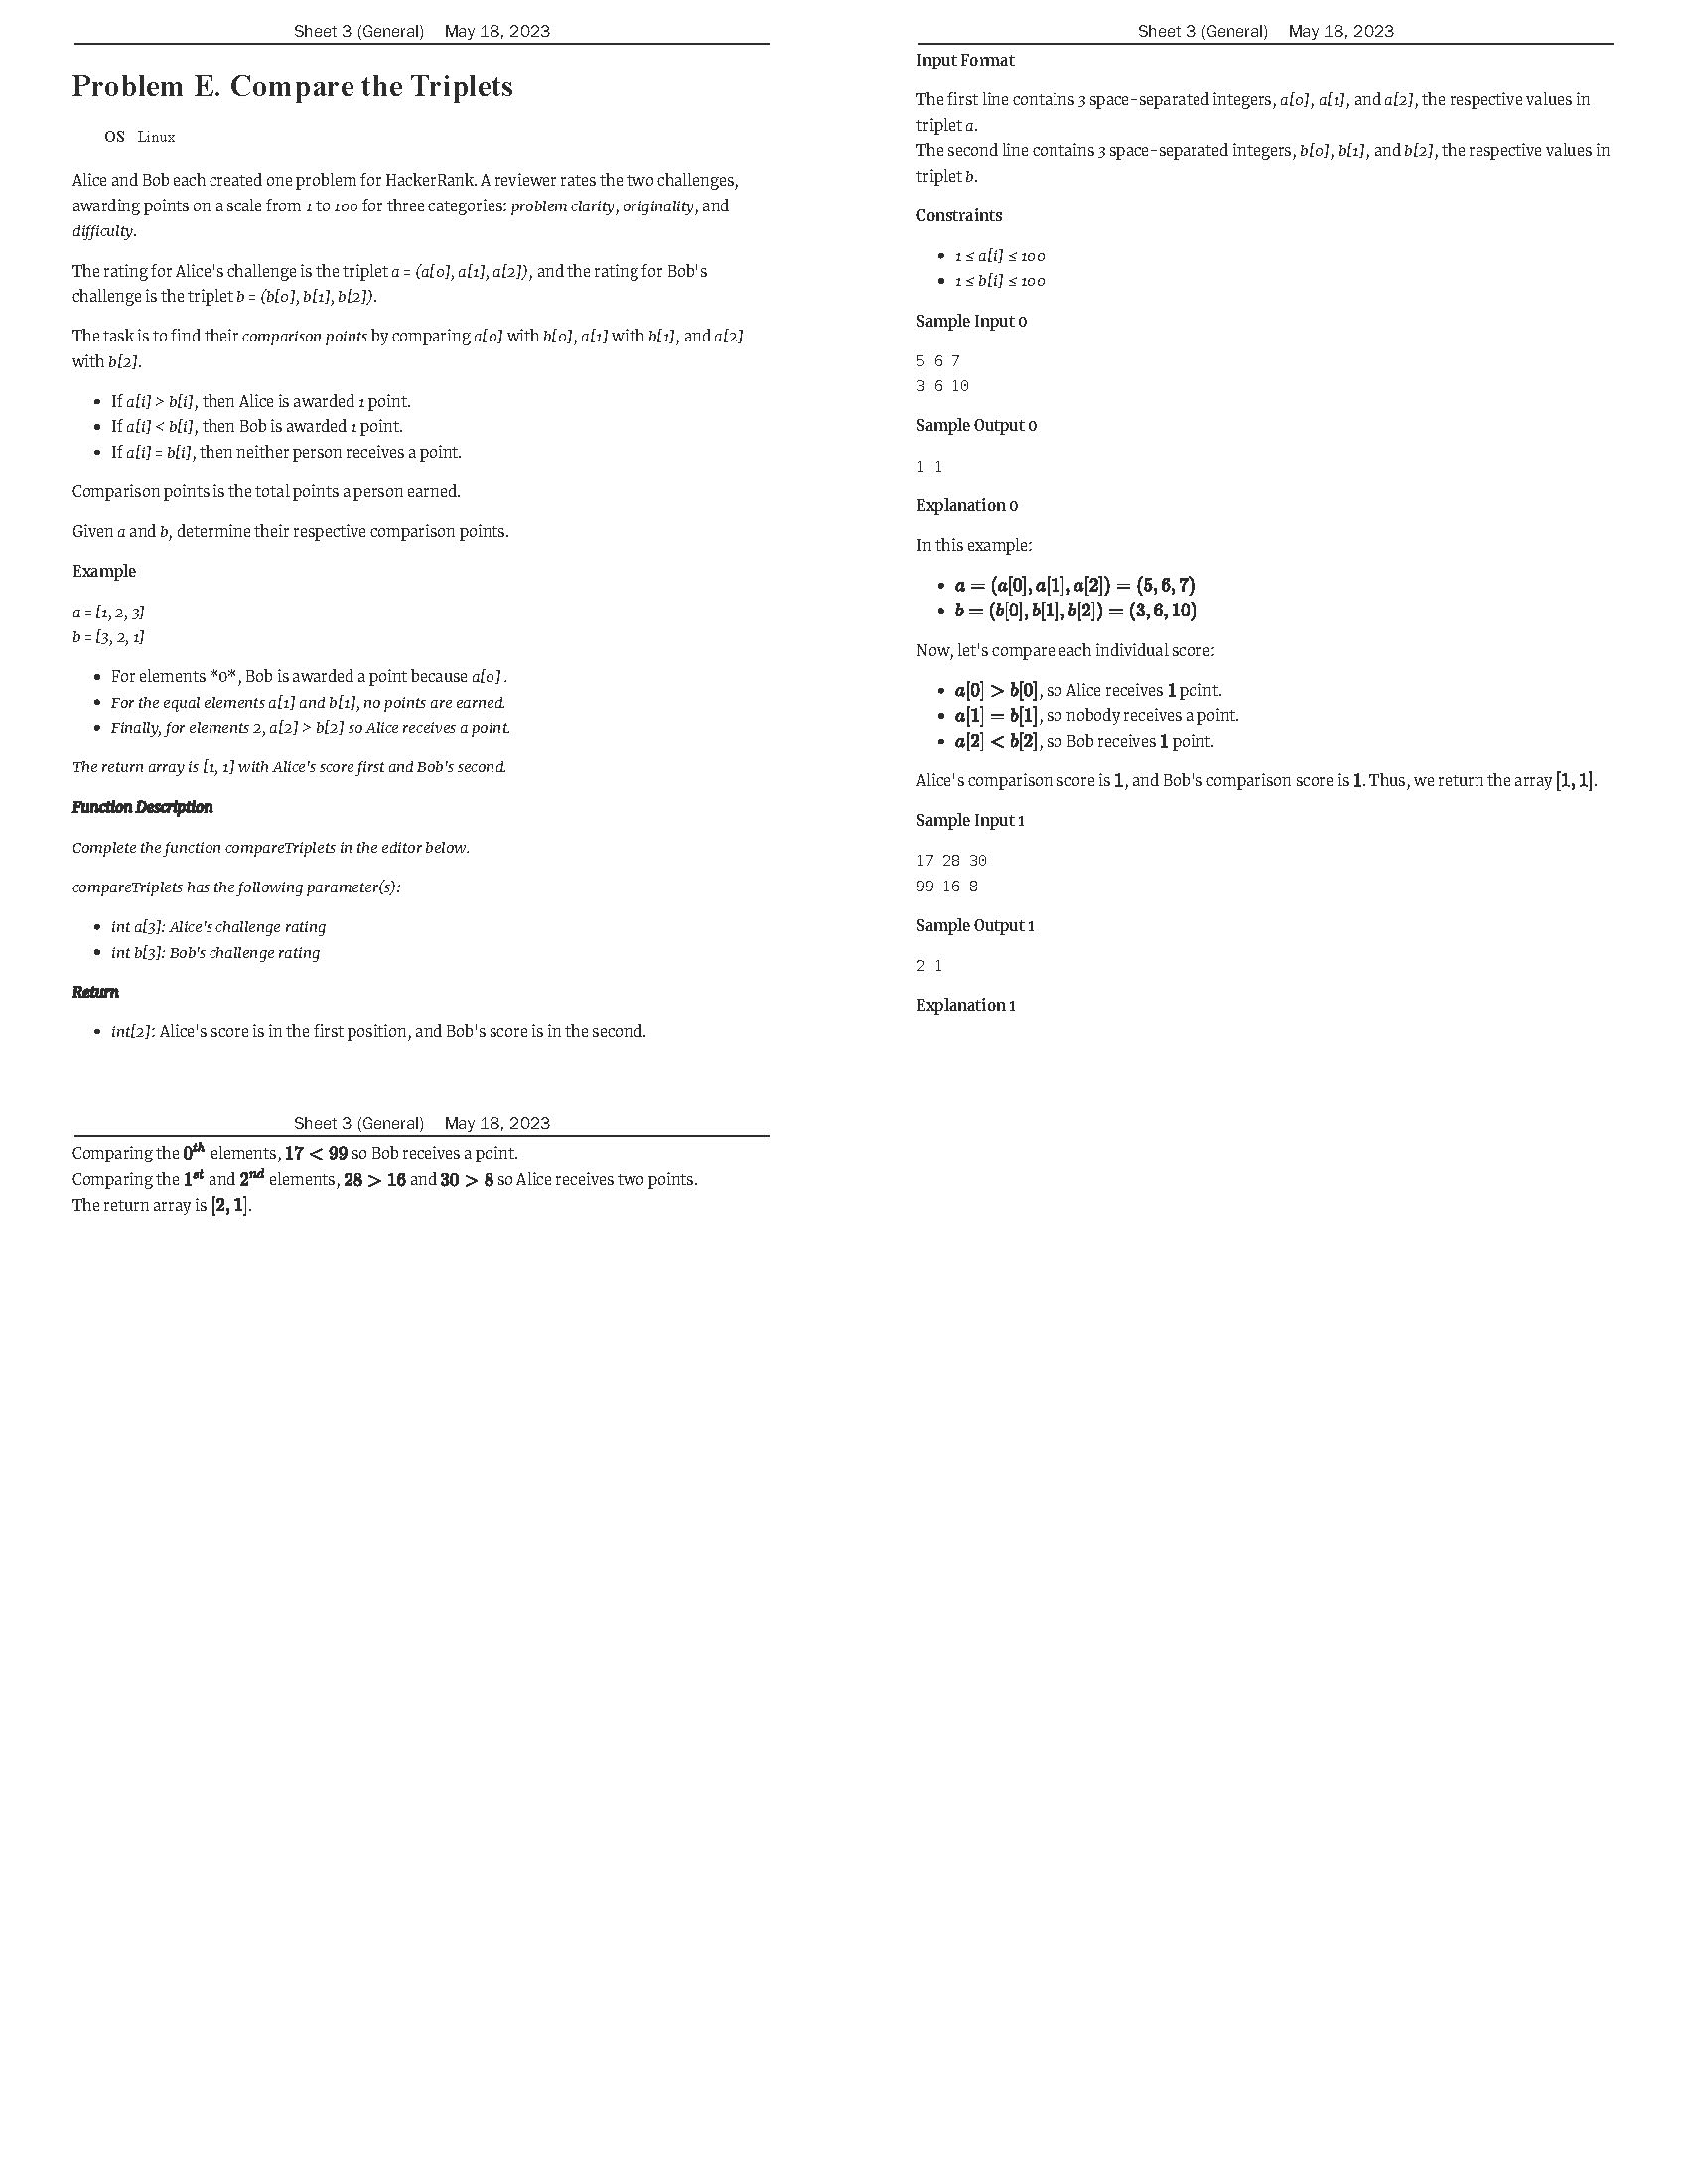 Sheet 3 (General) May 18, 2023
Problem E. Compare the Triplets
OS Linux
Alice and Bob each created one problem for HackerRank. A reviewer rates the two challenges,
awarding points on a scale from 1 to 100 for three categories: problem clarity, originality, and
difficulty.
The rating for Alice's challenge is the triplet a = (a[0], a[1], a[2]), and the rating for Bob's
challenge is the triplet b = (b[0], b[1], b[2]).
The task is to find their comparison points by comparing a[0] with b[0], a[1] with b[1], and a[2]
with b[2].
• If a[i] > b[i], then Alice is awarded 1 point.
• If a[i] < b[i], then Bob is awarded 1 point.
• If a[i] = b[i], then neither person receives a point.
Comparison points is the total points a person earned.
Given a and b, determine their respective comparison points.
Example
a = [1, 2, 3]
b = [3, 2, 1]
• For elements *0*, Bob is awarded a point because a[0] .
• For the equal elements a[1] and b[1], no points are earned.
• Finally, for elements 2, a[2] > b[2] so Alice receives a point.
The return array is [1, 1] with Alice's score first and Bob's second.
Function Description
Complete the function compareTriplets in the editor below.
compareTriplets has the following parameter(s):
• int a[3]: Alice's challenge rating
• int b[3]: Bob's challenge rating
Return
• int[2]: Alice's score is in the first position, and Bob's score is in the second.
Sheet 3 (General) May 18, 2023
Input Format
The first line contains 3 space-separated integers, a[0], a[1], and a[2], the respective values in
triplet a.
The second line contains 3 space-separated integers, b[0], b[1], and b[2], the respective values in
triplet b.
Constraints
• 1 ≤ a[i] ≤ 100
• 1 ≤ b[i] ≤ 100
Sample Input 0
5 6 7
3 6 10
Sample Output 0
1 1
Explanation 0
In this example:
• a = (a[0], a[1], a[2]) = (5, 6, 7)
• b = (b[0], b[1], b[2]) = (3, 6, 10)
Now, let's compare each individual score:
• a[0] > b[0], so Alice receives 1 point.
• a[1] = b[1], so nobody receives a point.
• a[2] < b[2], so Bob receives 1 point.
Alice's comparison score is 1, and Bob's comparison score is 1. Thus, we return the array [1, 1].
Sample Input 1
17 28 30
99 16 8
Sample Output 1
2 1
Explanation 1
Sheet 3 (General) May 18, 2023
Comparing the 0th elements, 17 < 99 so Bob receives a point.
Comparing the 1st and 2nd elements, 28 > 16 and 30 > 8 so Alice receives two points.
The return array is [2, 1].